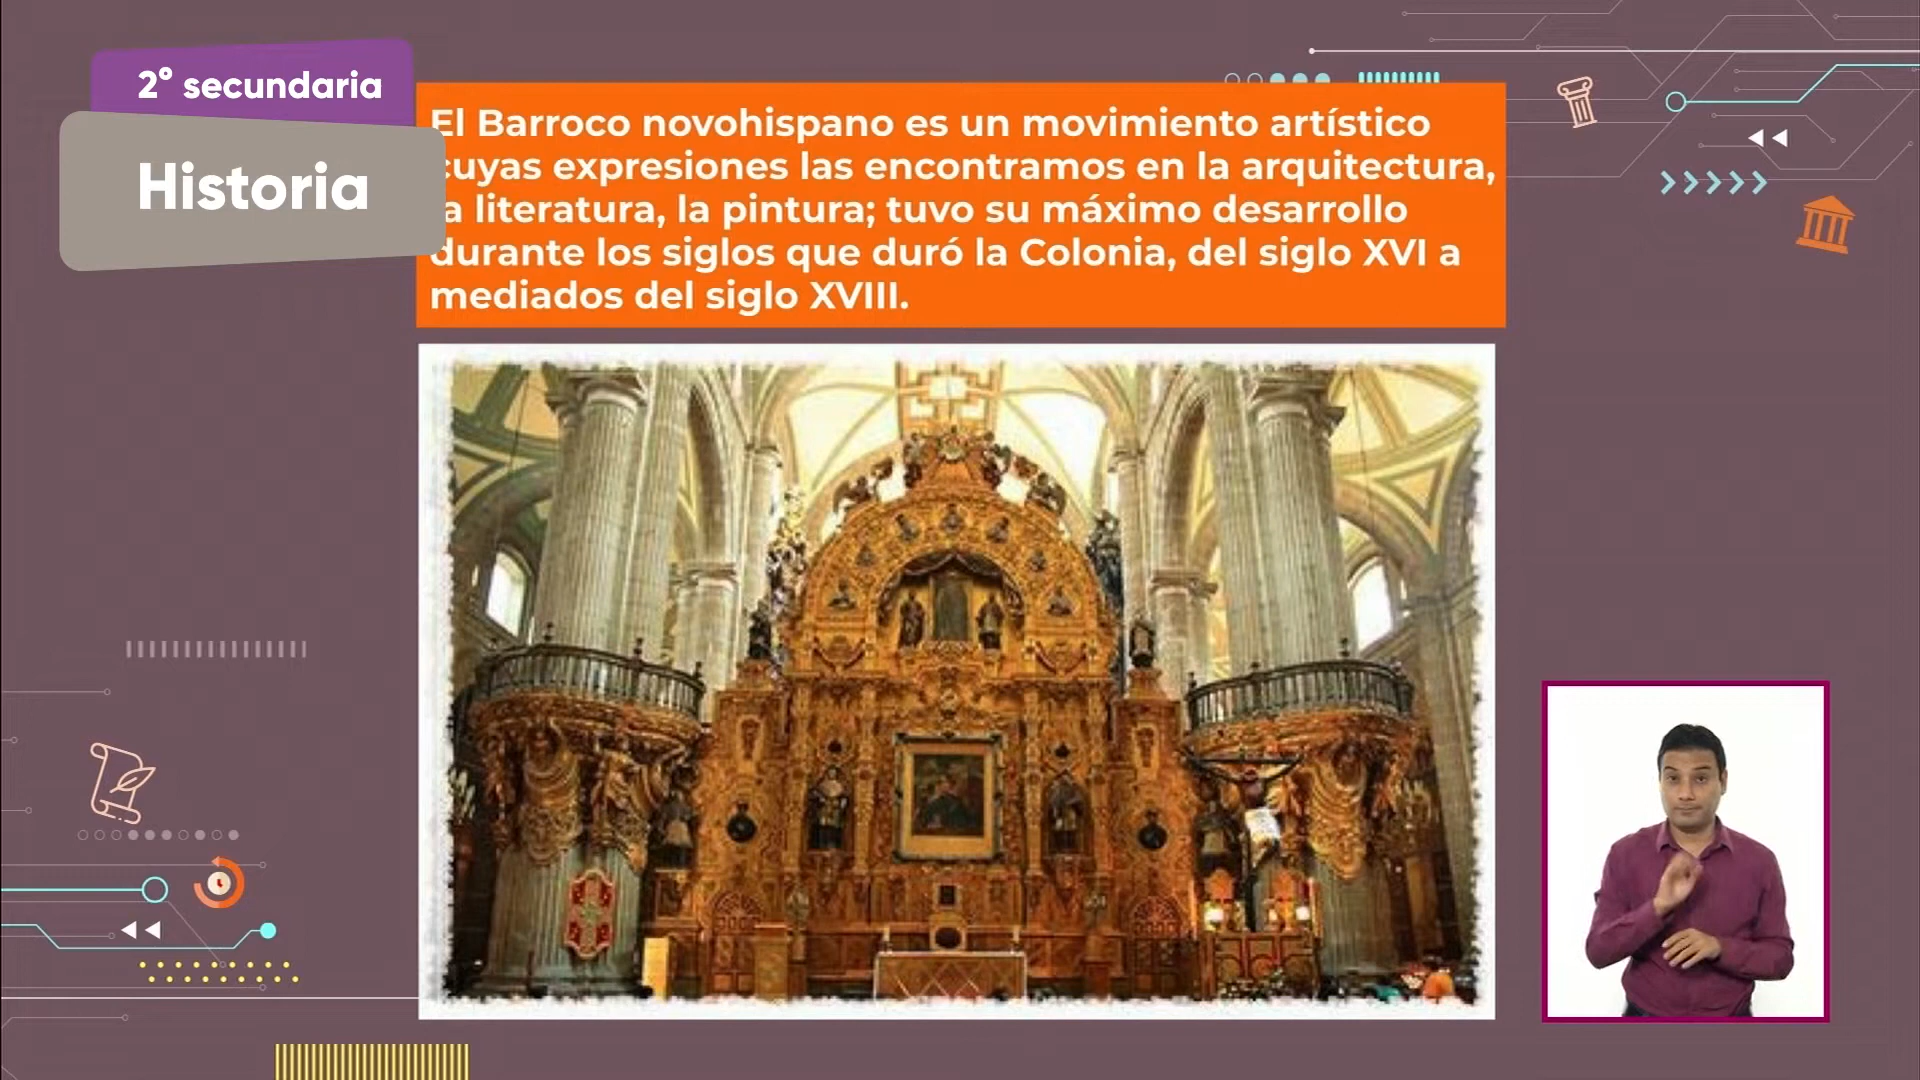 2° secundaria
Historia
El Barroco novohispano es un movimiento artístico
cuyas expresiones las encontramos en la arquitectura,
la literatura, la pintura; tuvo su máximo desarrollo
durante los siglos que duró la Colonia, del siglo XVI a
mediados del siglo XVIII.